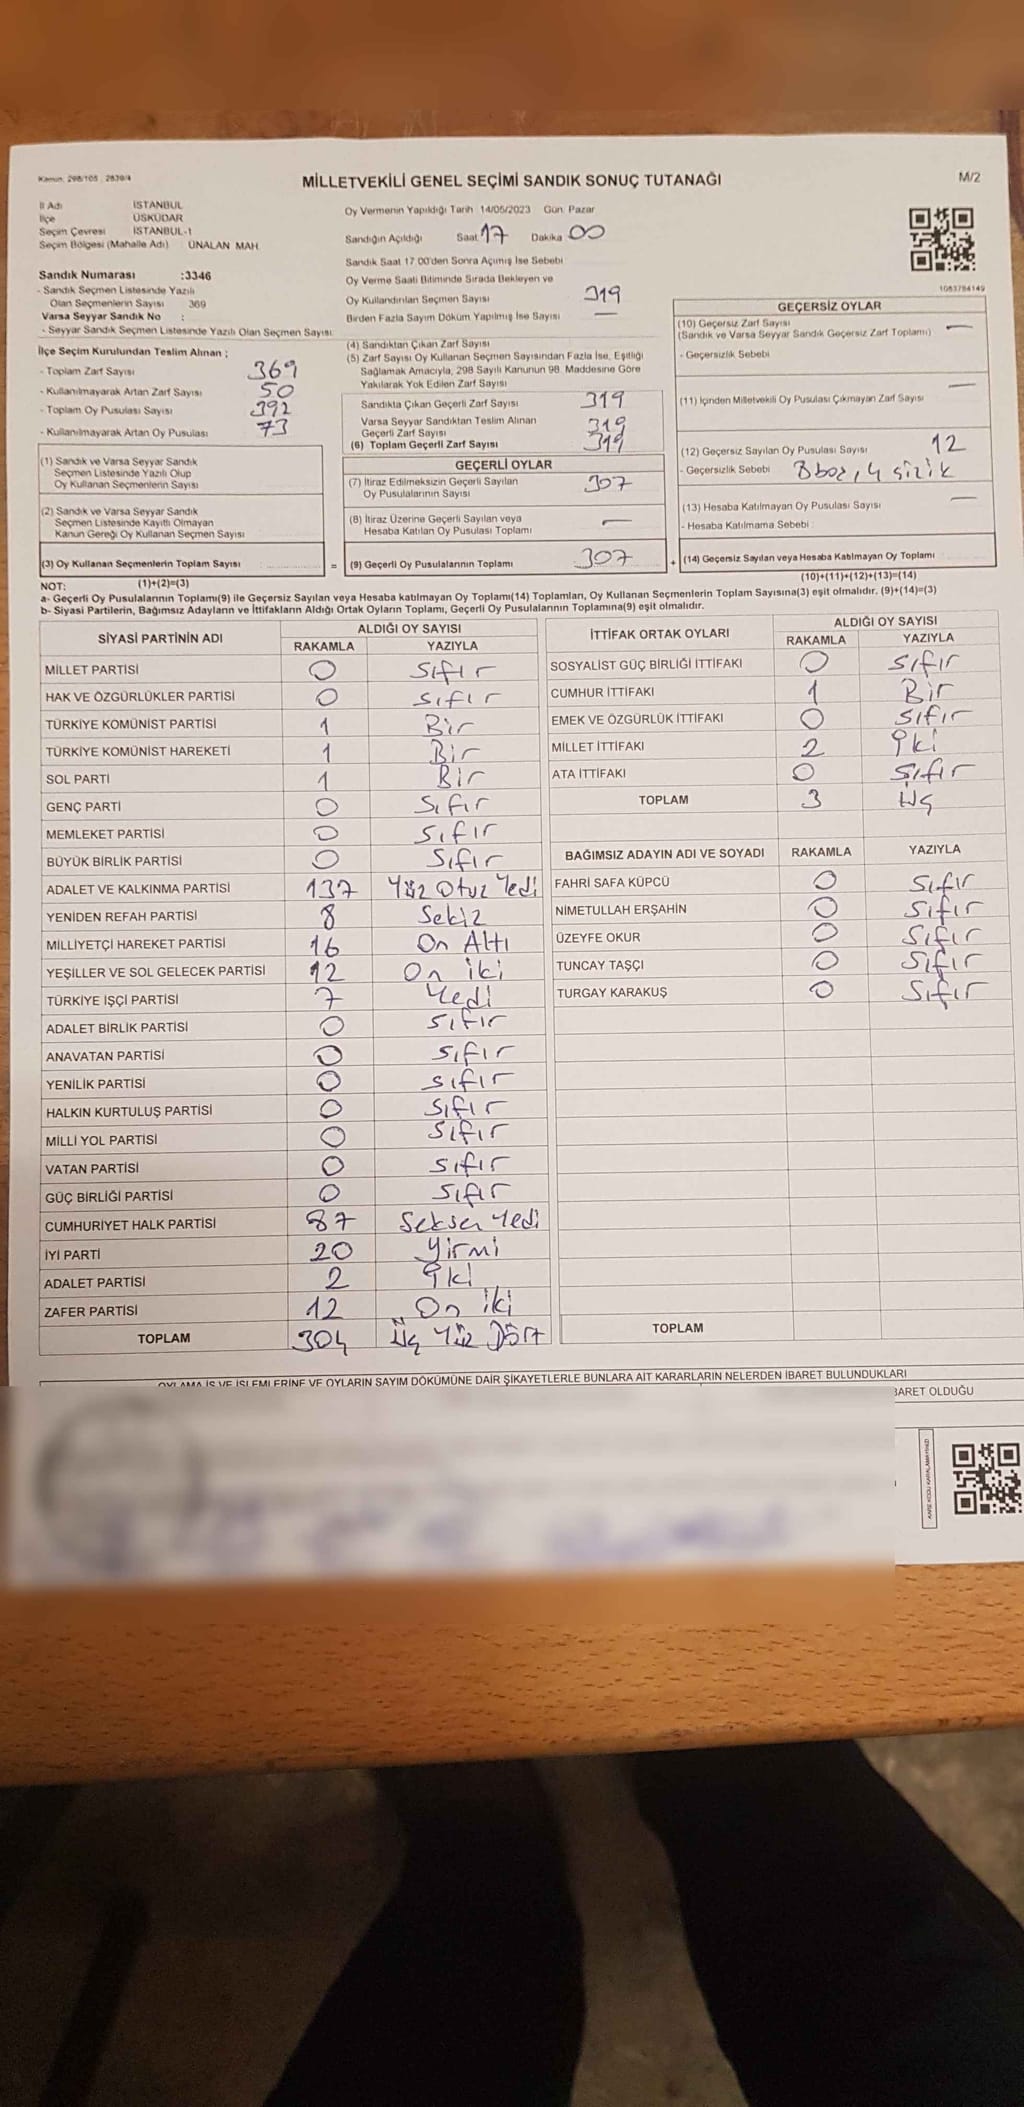 Kanun: 298/105 2839/4
MİLLETVEKİLİ GENEL SEÇİMİ SANDIK SONUÇ TUTANAĞI
M/2
İl Adı İSTANBUL
İlçe ÜSKÜDAR
Seçim Çevresi İSTANBUL-1
Seçim Bölgesi (Mahalle Adı) ÜNALAN MAH.
Sandık Numarası :3346
- Sandık Seçmen Listesinde Yazılı
Olan Seçmenlerin Sayısı 369
Varsa Seyyar Sandık No :
- Seyyar Sandık Seçmen Listesinde Yazılı Olan Seçmen Sayısı:
İlçe Seçim Kurulundan Teslim Alınan ;
- Toplam Zarf Sayısı 369
- Kullanılmayarak Artan Zarf Sayısı 50
- Toplam Oy Pusulası Sayısı 392
- Kullanılmayarak Artan Oy Pusulası 73
(1) Sandık ve Varsa Seyyar Sandık
Seçmen Listesinde Yazılı Olup
Oy Kullanan Seçmenlerin Sayısı
(2) Sandık ve Varsa Seyyar Sandık
Seçmen Listesinde Kayıtlı Olmayan
Kanun Gereği Oy Kullanan Seçmen Sayısı
(3) Oy Kullanan Seçmenlerin Toplam Sayısı =
Oy Vermenin Yapıldığı Tarih 14/05/2023 Gün: Pazar
Sandığın Açıldığı Saat 17 Dakika 00
Sandık Saat 17:00'den Sonra Açılmış İse Sebebi
Oy Verme Saati Bitiminde Sırada Bekleyen ve
Oy Kullandırılan Seçmen Sayısı
Birden Fazla Sayım Döküm Yapılmış İse Sayısı
319
—
(4) Sandıktan Çıkan Zarf Sayısı
(5) Zarf Sayısı Oy Kullanan Seçmen Sayısından Fazla İse, Eşitliği
Sağlamak Amacıyla, 298 Sayılı Kanunun 98. Maddesine Göre
Yakılarak Yok Edilen Zarf Sayısı
Sandıkta Çıkan Geçerli Zarf Sayısı 319
Varsa Seyyar Sandıktan Teslim Alınan
Geçerli Zarf Sayısı 319
(6) Toplam Geçerli Zarf Sayısı 319
GEÇERLİ OYLAR
(7) İtiraz Edilmeksizin Geçerli Sayılan
Oy Pusulalarının Sayısı 307
(8) İtiraz Üzerine Geçerli Sayılan veya
Hesaba Katılan Oy Pusulası Toplamı —
(9) Geçerli Oy Pusulalarının Toplamı 307 +
1083784149
GEÇERSİZ OYLAR
(10) Geçersiz Zarf Sayısı
(Sandık ve Varsa Seyyar Sandık Geçersiz Zarf Toplamı) —
- Geçersizlik Sebebi
(11) İçinden Milletvekili Oy Pusulası Çıkmayan Zarf Sayısı —
(12) Geçersiz Sayılan Oy Pusulası Sayısı 12
- Geçersizlik Sebebi 8 boş, 4 çizik
(13) Hesaba Katılmayan Oy Pusulası Sayısı —
- Hesaba Katılmama Sebebi
(14) Geçersiz Sayılan veya Hesaba Katılmayan Oy Toplamı
(10)+(11)+(12)+(13)=(14)
NOT: (1)+(2)=(3)
a- Geçerli Oy Pusulalarının Toplamı(9) ile Geçersiz Sayılan veya Hesaba katılmayan Oy Toplamı(14) Toplamları, Oy Kullanan Seçmenlerin Toplam Sayısına(3) eşit olmalıdır. (9)+(14)=(3)
b- Siyasi Partilerin, Bağımsız Adayların ve İttifakların Aldığı Ortak Oyların Toplamı, Geçerli Oy Pusulalarının Toplamına(9) eşit olmalıdır.
SİYASİ PARTİNİN ADI ALDIĞI OY SAYISI
RAKAMLA YAZIYLA
MİLLET PARTİSİ 0 Sıfır
HAK VE ÖZGÜRLÜKLER PARTİSİ 0 Sıfır
TÜRKİYE KOMÜNİST PARTİSİ 1 Bir
TÜRKİYE KOMÜNİST HAREKETİ 1 Bir
SOL PARTİ 1 Bir
GENÇ PARTİ 0 Sıfır
MEMLEKET PARTİSİ 0 Sıfır
BÜYÜK BİRLİK PARTİSİ 0 Sıfır
ADALET VE KALKINMA PARTİSİ 137 Yüz Otuz Yedi
YENİDEN REFAH PARTİSİ 8 Sekiz
MİLLİYETÇİ HAREKET PARTİSİ 16 On Altı
YEŞİLLER VE SOL GELECEK PARTİSİ 12 On iki
TÜRKİYE İŞÇİ PARTİSİ 7 Yedi
ADALET BİRLİK PARTİSİ 0 Sıfır
ANAVATAN PARTİSİ 0 Sıfır
YENİLİK PARTİSİ 0 Sıfır
HALKIN KURTULUŞ PARTİSİ 0 Sıfır
MİLLİ YOL PARTİSİ 0 Sıfır
VATAN PARTİSİ 0 Sıfır
GÜÇ BİRLİĞİ PARTİSİ 0 Sıfır
CUMHURİYET HALK PARTİSİ 87 Seksen Yedi
İYİ PARTİ 20 Yirmi
ADALET PARTİSİ 2 İki
ZAFER PARTİSİ 12 On iki
TOPLAM 304 Üç Yüz Dört
İTTİFAK ORTAK OYLARI ALDIĞI OY SAYISI
RAKAMLA YAZIYLA
SOSYALİST GÜÇ BİRLİĞİ İTTİFAKI 0 Sıfır
CUMHUR İTTİFAKI 1 Bir
EMEK VE ÖZGÜRLÜK İTTİFAKI 0 Sıfır
MİLLET İTTİFAKI 2 İki
ATA İTTİFAKI 0 Sıfır
TOPLAM 3 Üç
BAĞIMSIZ ADAYIN ADI VE SOYADI RAKAMLA YAZIYLA
FAHRİ SAFA KÜPCÜ 0 Sıfır
NİMETULLAH ERŞAHİN 0 Sıfır
ÜZEYFE OKUR 0 Sıfır
TUNCAY TAŞÇI 0 Sıfır
TURGAY KARAKUŞ 0 Sıfır
TOPLAM
OYLAMA İŞ VE İŞLEMLERİNE VE OYLARIN SAYIM DÖKÜMÜNE DAİR ŞİKAYETLERLE BUNLARA AİT KARARLARIN NELERDEN İBARET BULUNDUKLARI
BARET OLDUĞU